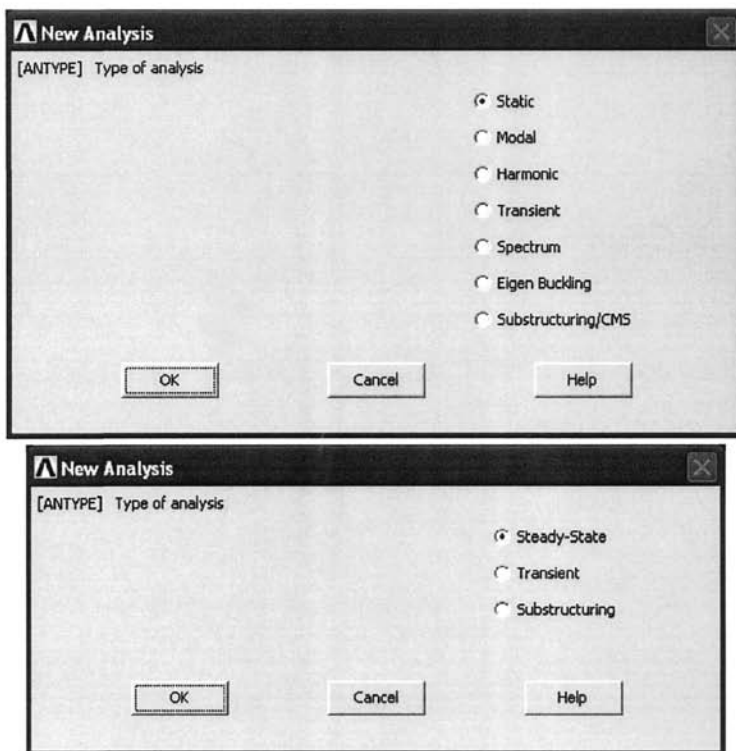 New Analysis
[ANTYPE] Type of analysis
Static
Modal
Harmonic
Transient
Spectrum
Eigen Buckling
Substructuring/CMS
OK Cancel Help
New Analysis
[ANTYPE] Type of analysis
Steady-State
Transient
Substructuring
OK Cancel Help